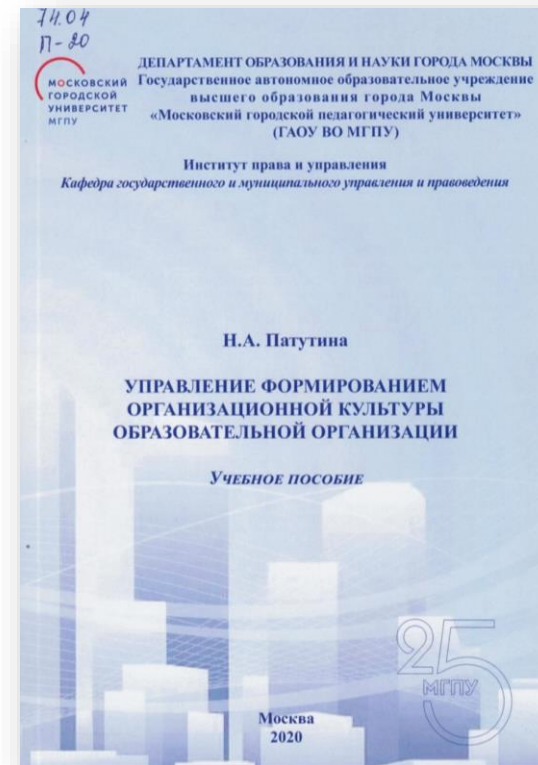 74.04
П-20
МОСКОВСКИЙ
ГОРОДСКОЙ
УНИВЕРСИТЕТ
МГПУ
ДЕПАРТАМЕНТ ОБРАЗОВАНИЯ И НАУКИ ГОРОДА МОСКВЫ
Государственное автономное образовательное учреждение
высшего образования города Москвы
«Московский городской педагогический университет»
(ГАОУ ВО МГПУ)
Институт права и управления
Кафедра государственного и муниципального управления и правоведения
Н.А. Патутина
УПРАВЛЕНИЕ ФОРМИРОВАНИЕМ
ОРГАНИЗАЦИОННОЙ КУЛЬТУРЫ
ОБРАЗОВАТЕЛЬНОЙ ОРГАНИЗАЦИИ
УЧЕБНОЕ ПОСОБИЕ
25
МГПУ
Москва
2020